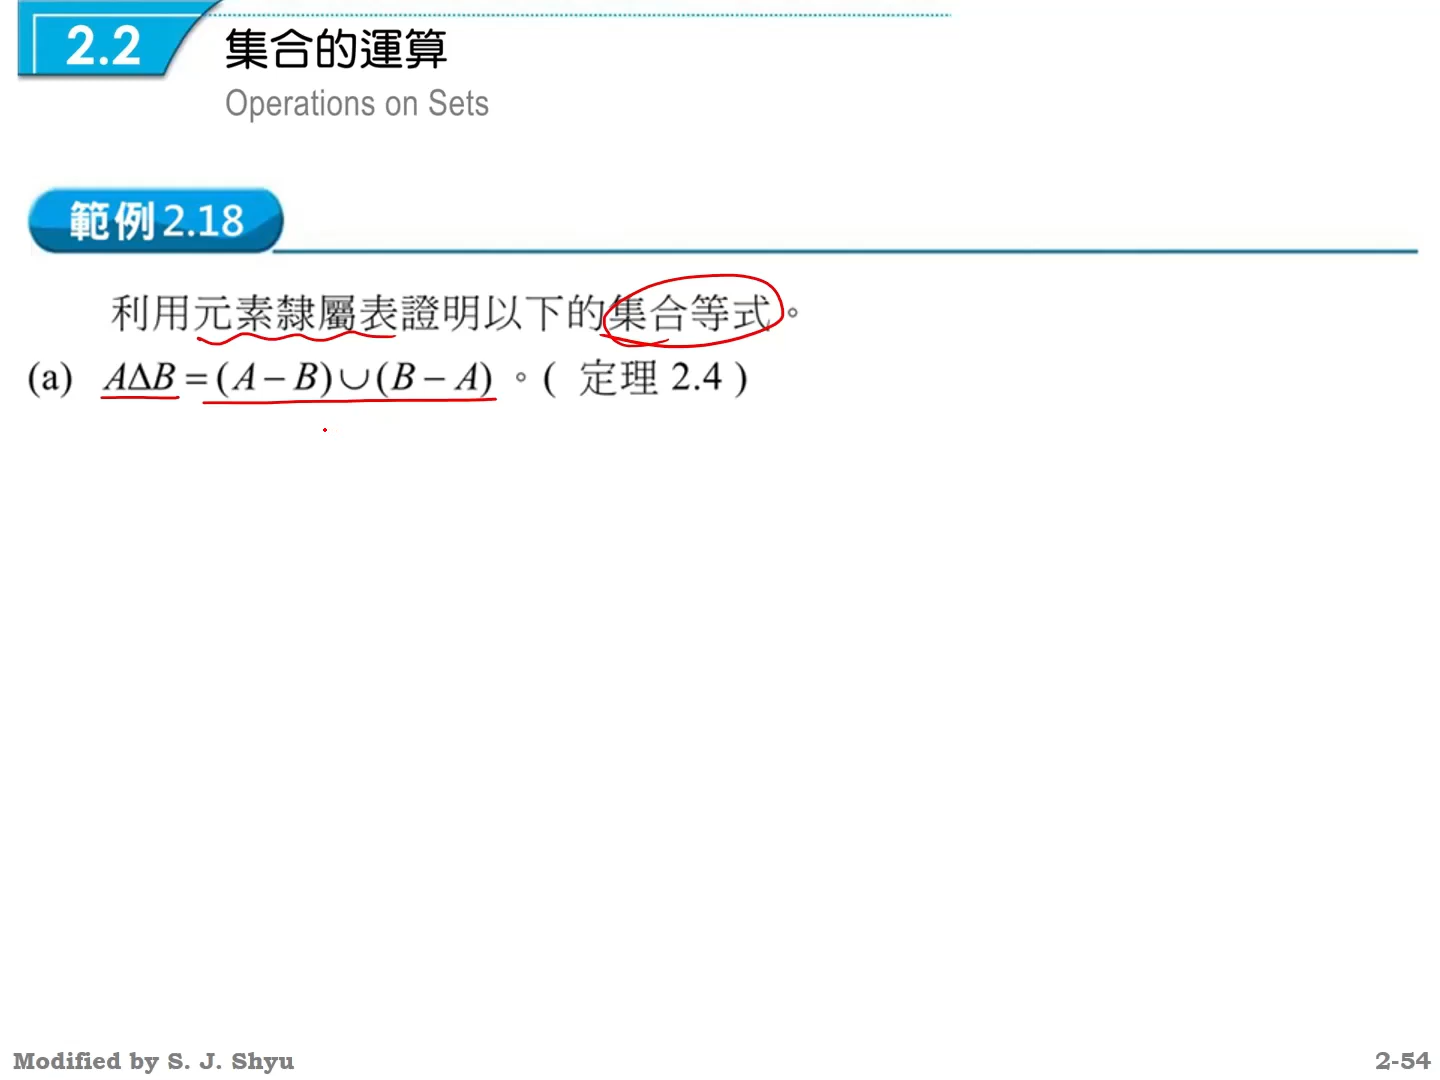 2.2 集合的運算
Operations on Sets
範例 2.18
利用元素隸屬表證明以下的集合等式。
(a) AΔB = (A − B) ∪ (B − A) 。( 定理 2.4 )
Modified by S. J. Shyu
2-54